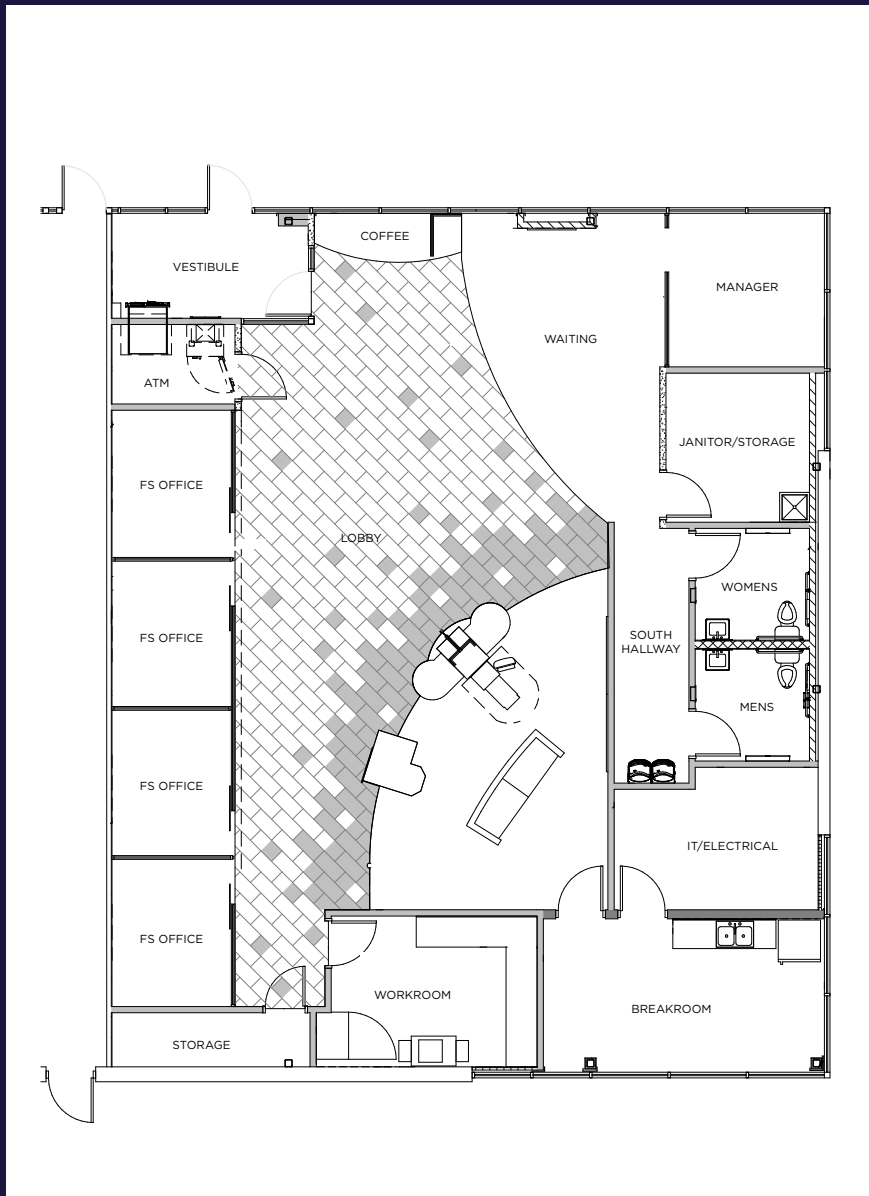 COFFEE
VESTIBULE
MANAGER
WAITING
ATM
JANITOR/STORAGE
FS OFFICE
LOBBY
WOMENS
FS OFFICE
SOUTH
HALLWAY
MENS
FS OFFICE
IT/ELECTRICAL
FS OFFICE
WORKROOM
BREAKROOM
STORAGE